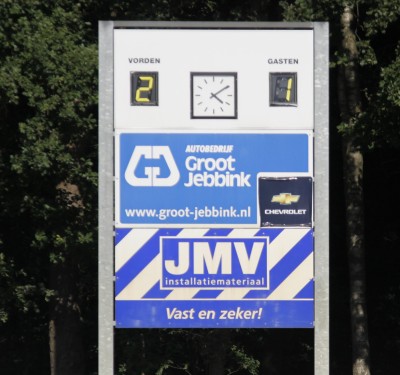 VORDEN GASTEN
2 1
AUTOBEDRIJF
Groot
Jebbink
www.groot-jebbink.nl
CHEVROLET
JMV
installatiemateriaal
Vast en zeker!